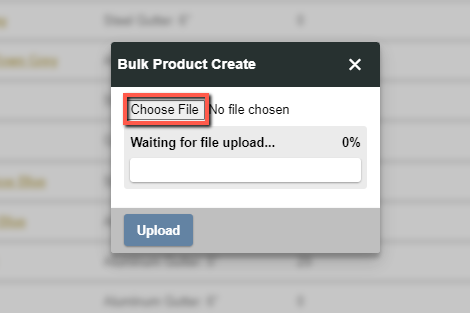 Steel Gutter 6"
Bulk Product Create
Choose File No file chosen
Waiting for file upload... 0%
Upload
Aluminum Gutter 5"
Aluminum Gutter 6"